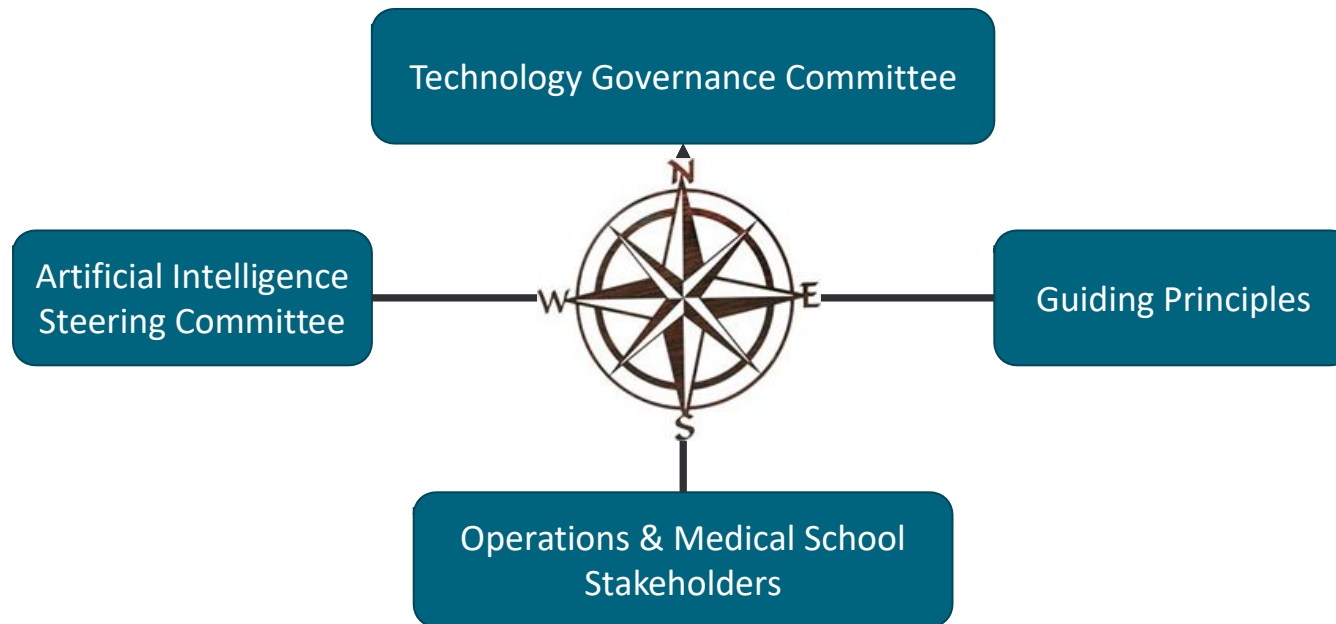 Technology Governance Committee
N
Artificial Intelligence
Steering Committee
W
E
Guiding Principles
S
Operations & Medical School
Stakeholders